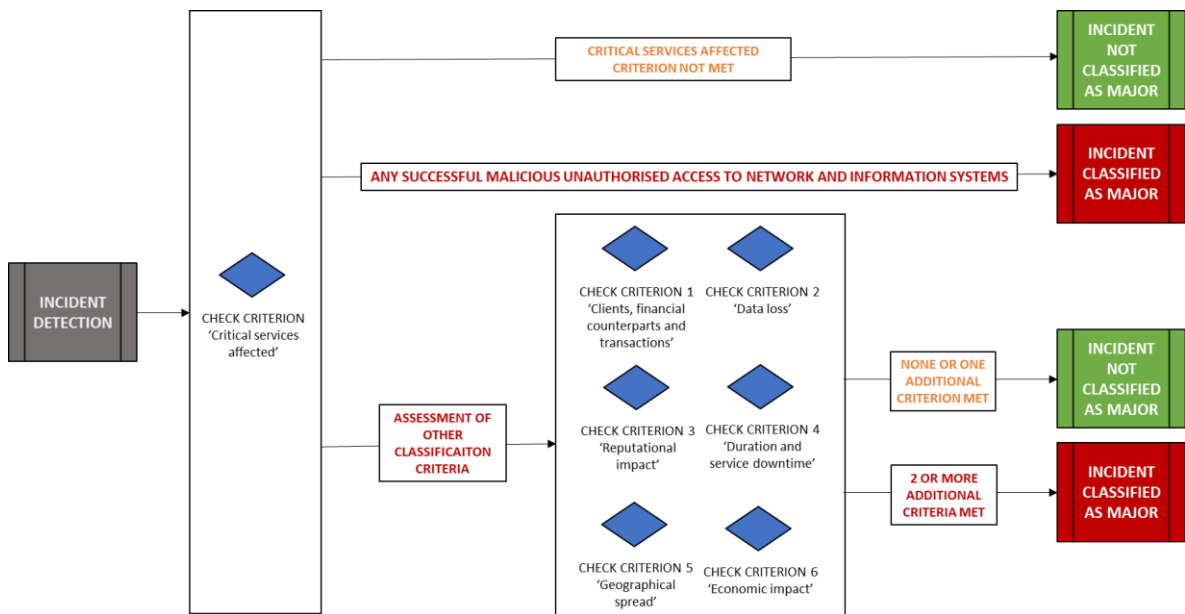 INCIDENT
DETECTION
CHECK CRITERION
‘Critical services
affected’
CRITICAL SERVICES AFFECTED
CRITERION NOT MET
INCIDENT
NOT
CLASSIFIED
AS MAJOR
ANY SUCCESSFUL MALICIOUS UNAUTHORISED ACCESS TO NETWORK AND INFORMATION SYSTEMS
INCIDENT
CLASSIFIED
AS MAJOR
ASSESSMENT OF
OTHER
CLASSIFICAITON
CRITERIA
CHECK CRITERION 1
‘Clients, financial
counterparts and
transactions’
CHECK CRITERION 2
‘Data loss’
CHECK CRITERION 3
‘Reputational
impact’
CHECK CRITERION 4
‘Duration and
service downtime’
CHECK CRITERION 5
‘Geographical
spread’
CHECK CRITERION 6
‘Economic impact’
NONE OR ONE
ADDITIONAL
CRITERION MET
INCIDENT
NOT
CLASSIFIED
AS MAJOR
2 OR MORE
ADDITIONAL
CRITERIA MET
INCIDENT
CLASSIFIED
AS MAJOR